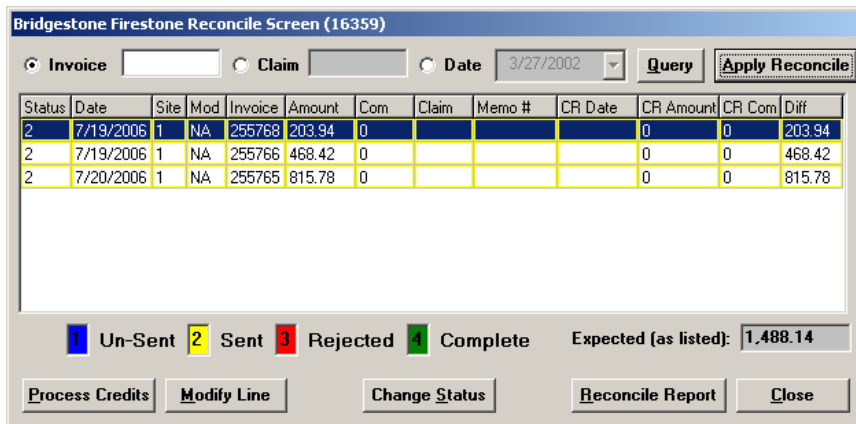 Bridgestone Firestone Reconcile Screen (16359)
Invoice Claim Date 3/27/2002 Query Apply Reconcile
Status Date Site Mod Invoice Amount Com Claim Memo # CR Date CR Amount CR Com Diff
2 7/19/2006 1 NA 255768 203.94 0 0 0 203.94
2 7/19/2006 1 NA 255766 468.42 0 0 0 468.42
2 7/20/2006 1 NA 255765 815.78 0 0 0 815.78
1 Un-Sent 2 Sent 3 Rejected 4 Complete Expected (as listed): 1,488.14
Process Credits Modify Line Change Status Reconcile Report Close